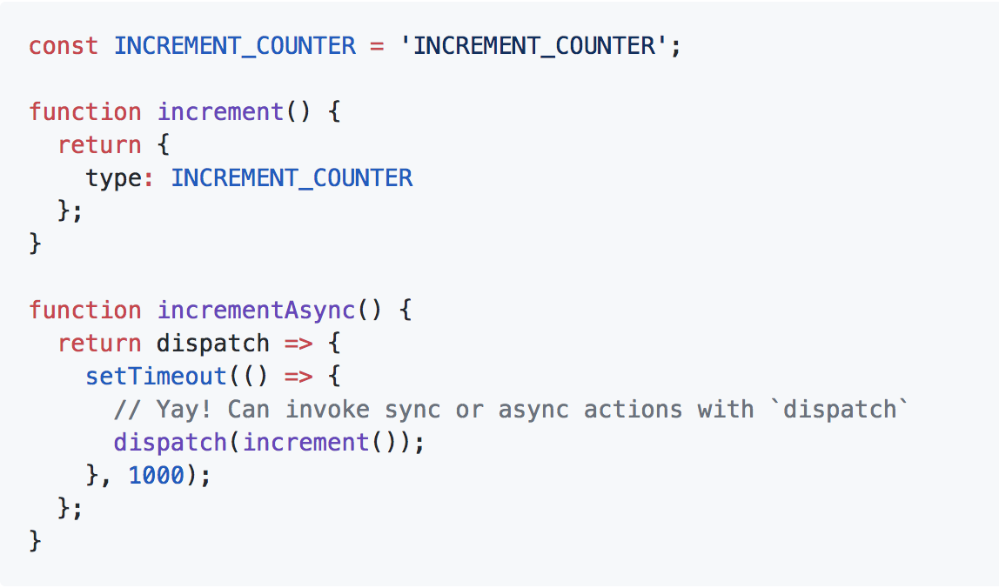 const INCREMENT_COUNTER = 'INCREMENT_COUNTER';

function increment() {
  return {
    type: INCREMENT_COUNTER
  };
}

function incrementAsync() {
  return dispatch => {
    setTimeout(() => {
      // Yay! Can invoke sync or async actions with `dispatch`
      dispatch(increment());
    }, 1000);
  };
}